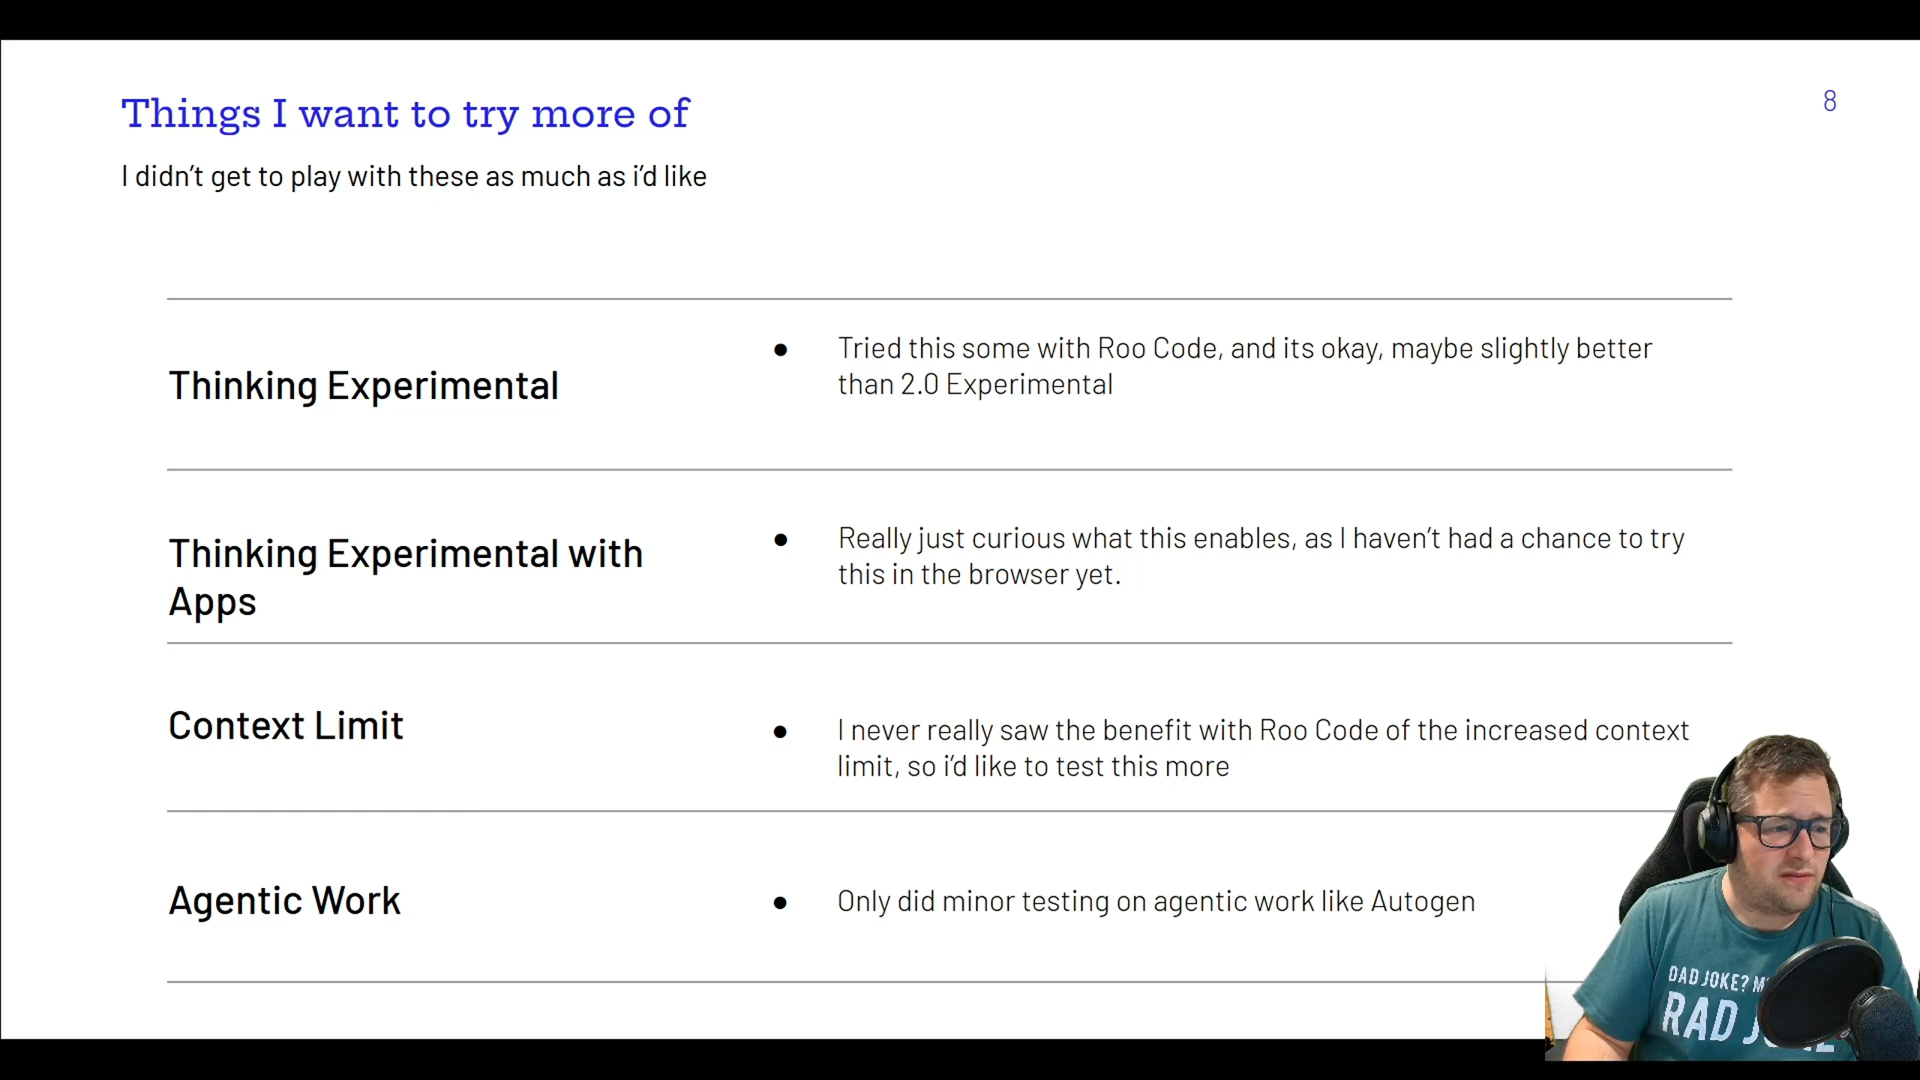 Things I want to try more of
8
I didn't get to play with these as much as i'd like
Thinking Experimental
● Tried this some with Roo Code, and its okay, maybe slightly better
than 2.0 Experimental
Thinking Experimental with
Apps
● Really just curious what this enables, as I haven't had a chance to try
this in the browser yet.
Context Limit
● I never really saw the benefit with Roo Code of the increased context
limit, so i'd like to test this more
Agentic Work
● Only did minor testing on agentic work like Autogen
DAD JOKE?
RAD